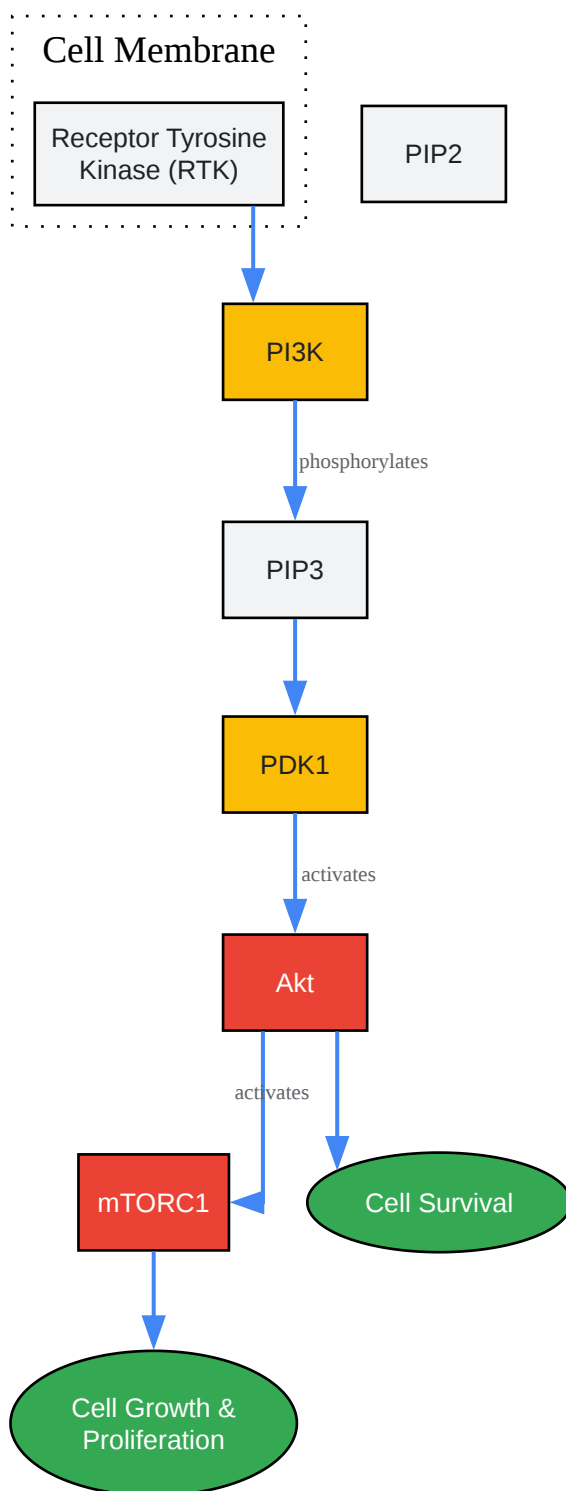 Cell Membrane
Receptor Tyrosine
Kinase (RTK)
PIP2
PI3K
phosphorylates
PIP3
PDK1
activates
Akt
activates
mTORC1
Cell Survival
Cell Growth &
Proliferation